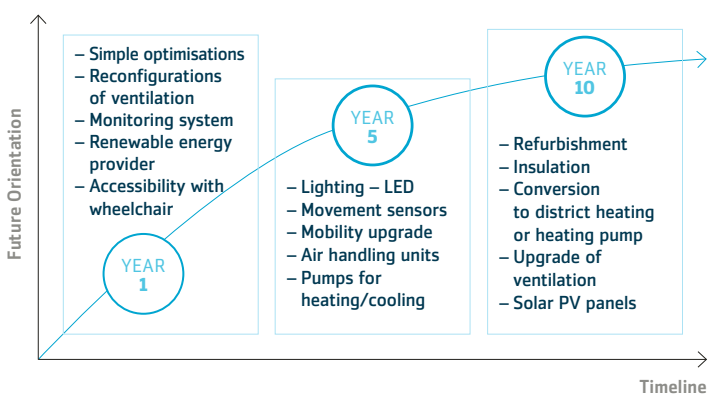 Future Orientation
– Simple optimisations
– Reconfigurations
of ventilation
– Monitoring system
– Renewable energy
provider
– Accessibility with
wheelchair
YEAR
1
YEAR
5
– Lighting – LED
– Movement sensors
– Mobility upgrade
– Air handling units
– Pumps for
heating/cooling
YEAR
10
– Refurbishment
– Insulation
– Conversion
to district heating
or heating pump
– Upgrade of
ventilation
– Solar PV panels
Timeline